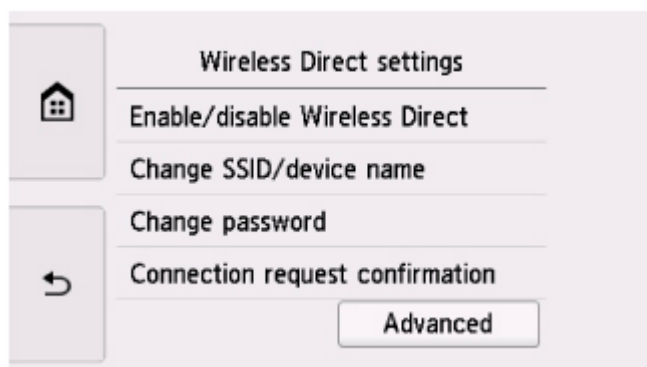 Wireless Direct settings
Enable/disable Wireless Direct
Change SSID/device name
Change password
Connection request confirmation
Advanced